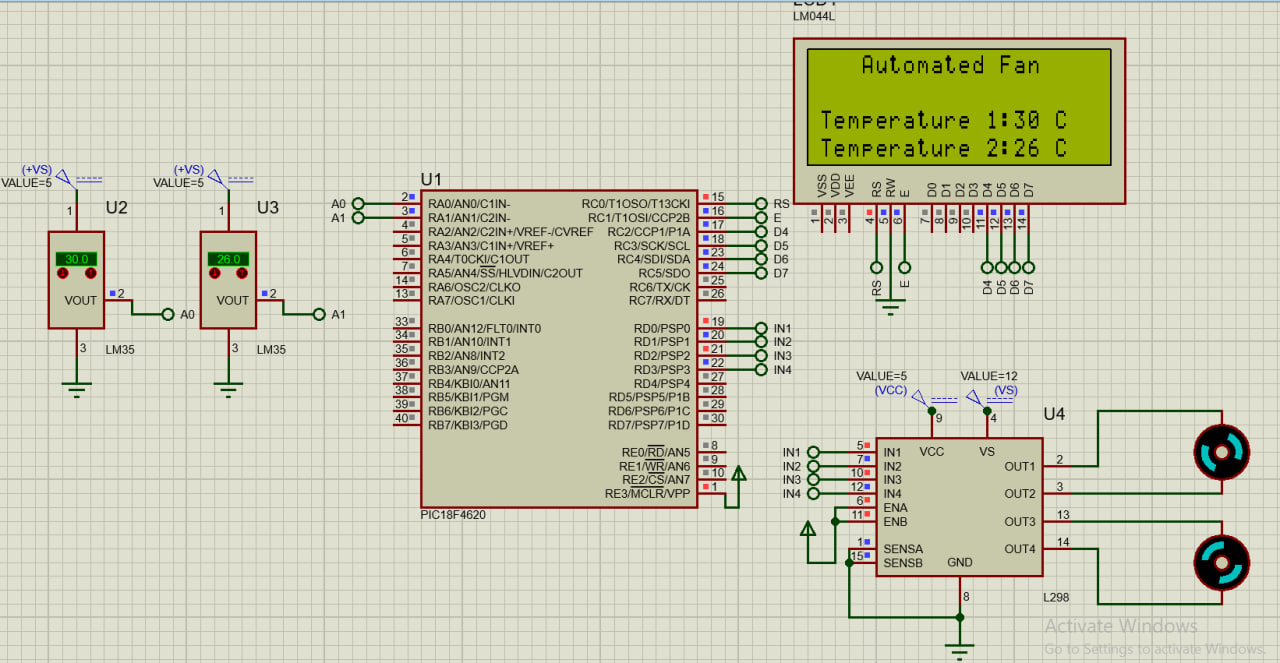 LM044L
Automated Fan
Temperature 1:30 C
Temperature 2:26 C
VSS
VDD
VEE
RS
RW
E
D0
D1
D2
D3
D4
D5
D6
D7
1
2
3
4
5
6
7
8
9
10
11
12
13
14
RS
E
D4
D5
D6
D7
(+VS)
VALUE=5
1
U2
30.0
VOUT
2
A0
3
LM35
(+VS)
VALUE=5
1
U3
26.0
VOUT
2
A1
3
LM35
U1
A0 2 RA0/AN0/C1IN-
A1 3 RA1/AN1/C2IN-
4 RA2/AN2/C2IN+/VREF-/CVREF
5 RA3/AN3/C1IN+/VREF+
6 RA4/T0CKI/C1OUT
7 RA5/AN4/SS/HLVDIN/C2OUT
14 RA6/OSC2/CLKO
13 RA7/OSC1/CLKI
33 RB0/AN12/FLT0/INT0
34 RB1/AN10/INT1
35 RB2/AN8/INT2
36 RB3/AN9/CCP2A
37 RB4/KBI0/AN11
38 RB5/KBI1/PGM
39 RB6/KBI2/PGC
40 RB7/KBI3/PGD
RC0/T1OSO/T13CKI 15 RS
RC1/T1OSI/CCP2B 16 E
RC2/CCP1/P1A 17 D4
RC3/SCK/SCL 18 D5
RC4/SDI/SDA 23 D6
RC5/SDO 24 D7
RC6/TX/CK 25
RC7/RX/DT 26
RD0/PSP0 19 IN1
RD1/PSP1 20 IN2
RD2/PSP2 21 IN3
RD3/PSP3 22 IN4
RD4/PSP4 27
RD5/PSP5/P1B 28
RD6/PSP6/P1C 29
RD7/PSP7/P1D 30
RE0/RD/AN5 8
RE1/WR/AN6 9
RE2/CS/AN7 10
RE3/MCLR/VPP 1
PIC18F4620
VALUE=5
(VCC)
9
VALUE=12
(VS)
4
U4
VCC
VS
IN1 5 IN1
IN2 7 IN2
IN3 10 IN3
IN4 12 IN4
6 ENA
11 ENB
1 SENSA
15 SENSB
OUT1 2
OUT2 3
OUT3 13
OUT4 14
GND
8
L298
Activate Windows
Go to Settings to activate Windows.